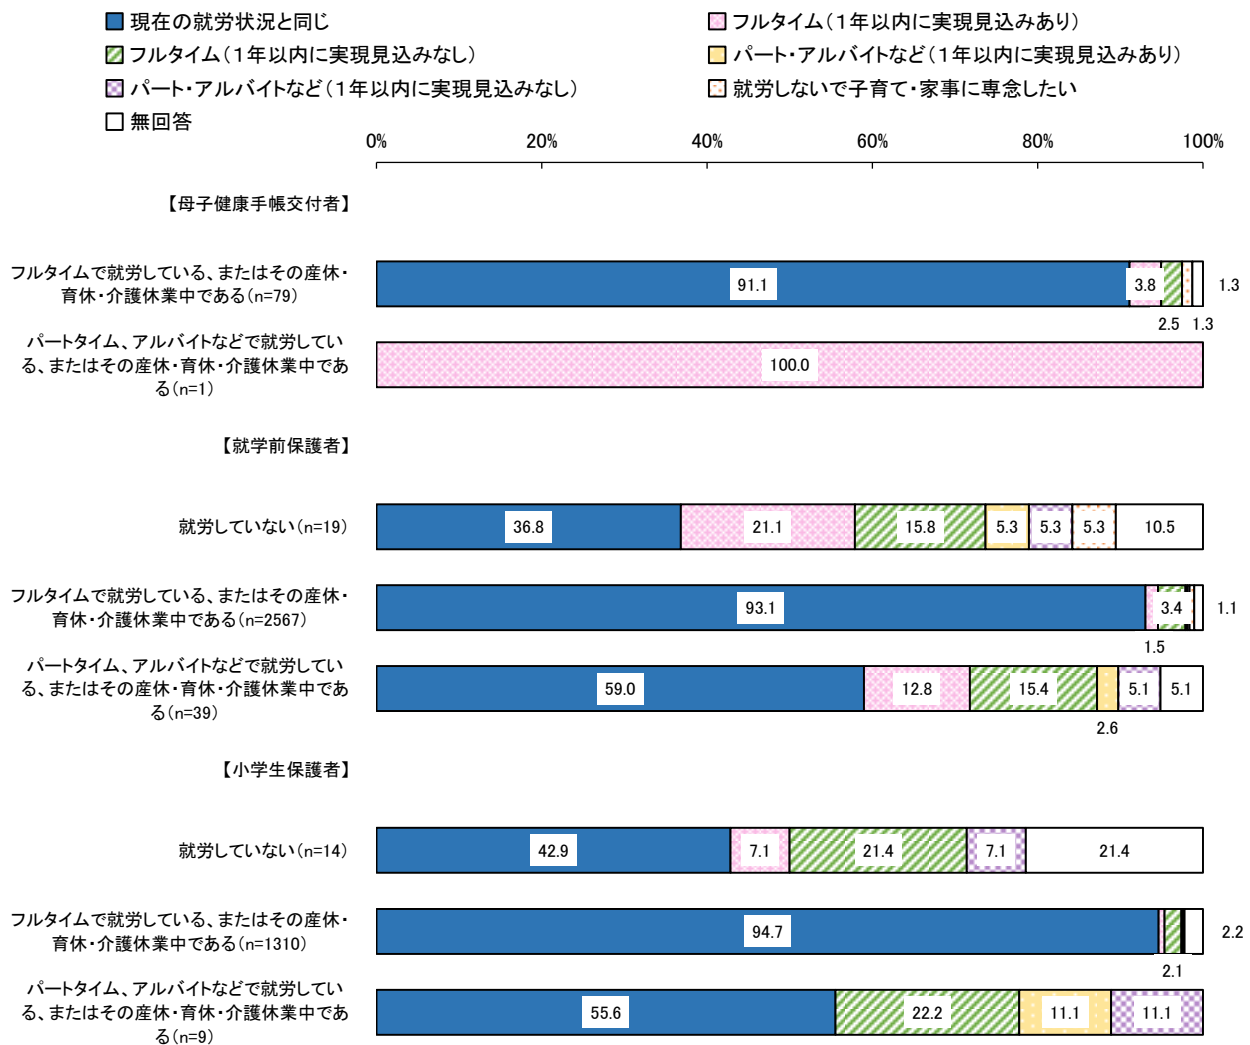 現在の就労状況と同じ
フルタイム（１年以内に実現見込みあり）
フルタイム（１年以内に実現見込みなし）
パート・アルバイトなど（１年以内に実現見込みあり）
パート・アルバイトなど（１年以内に実現見込みなし）
就労しないで子育て・家事に専念したい
無回答
0% 20% 40% 60% 80% 100%
【母子健康手帳交付者】
フルタイムで就労している、またはその産休・
育休・介護休業中である（n=79）
91.1 3.8 1.3
2.5 1.3
パートタイム、アルバイトなどで就労してい
る、またはその産休・育休・介護休業中であ
る（n=1）
100.0
【就学前保護者】
就労していない（n=19）
36.8 21.1 15.8 5.3 5.3 5.3 10.5
フルタイムで就労している、またはその産休・
育休・介護休業中である（n=2567）
93.1 3.4 1.1
1.5
パートタイム、アルバイトなどで就労してい
る、またはその産休・育休・介護休業中であ
る（n=39）
59.0 12.8 15.4 5.1 5.1
2.6
【小学生保護者】
就労していない（n=14）
42.9 7.1 21.4 7.1 21.4
フルタイムで就労している、またはその産休・
育休・介護休業中である（n=1310）
94.7 2.2
2.1
パートタイム、アルバイトなどで就労してい
る、またはその産休・育休・介護休業中であ
る（n=9）
55.6 22.2 11.1 11.1